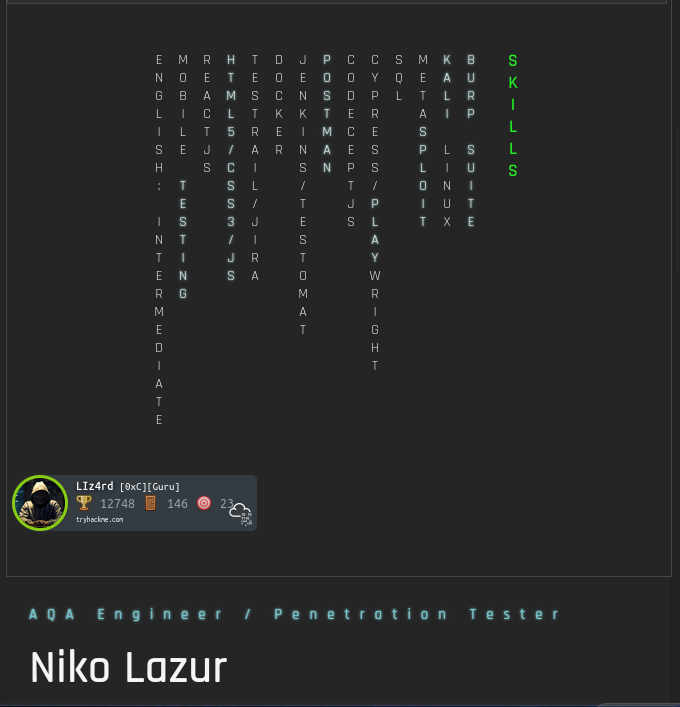 SKILLS
BURP SUITE
KALI LINUX
METASPLOIT
SQL
CYPRESS/PLAYWRIGHT
CODECEPTJS
POSTMAN
JENKINS/TESTOMAT
DOCKER
TESTRAIL/JIRA
HTML5/CSS3/JS
REACTJS
MOBILE TESTING
ENGLISH: INTERMEDIATE
LIz4rd [0xC][Guru]
12748 146 23
tryhackme.com
AQA Engineer / Penetration Tester
Niko Lazur